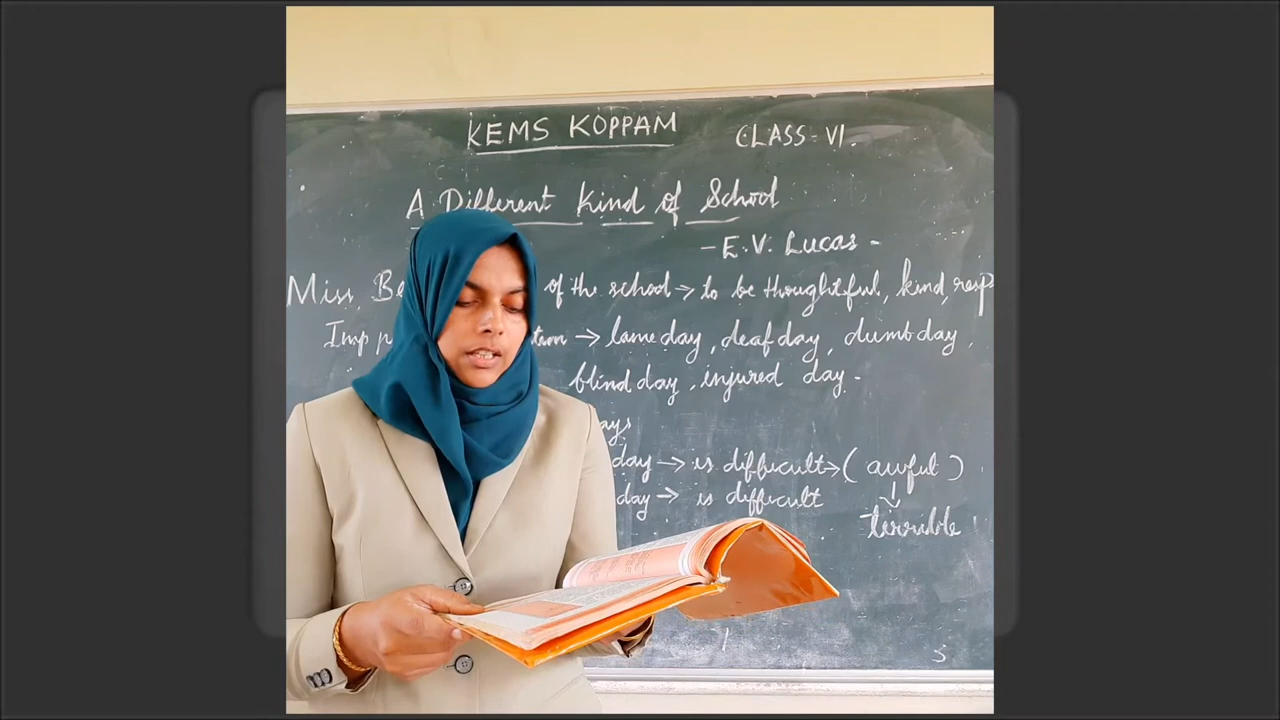 KEMS KOPPAM
CLASS-VI.
A Different Kind of School
- E.V. Lucas -
Miss of the school → to be thoughtful, kind,
→ lame day, deaf day, dumb day,
blind day, injured day.
day → is difficult → (awful)
day → is difficult
↓
terrible